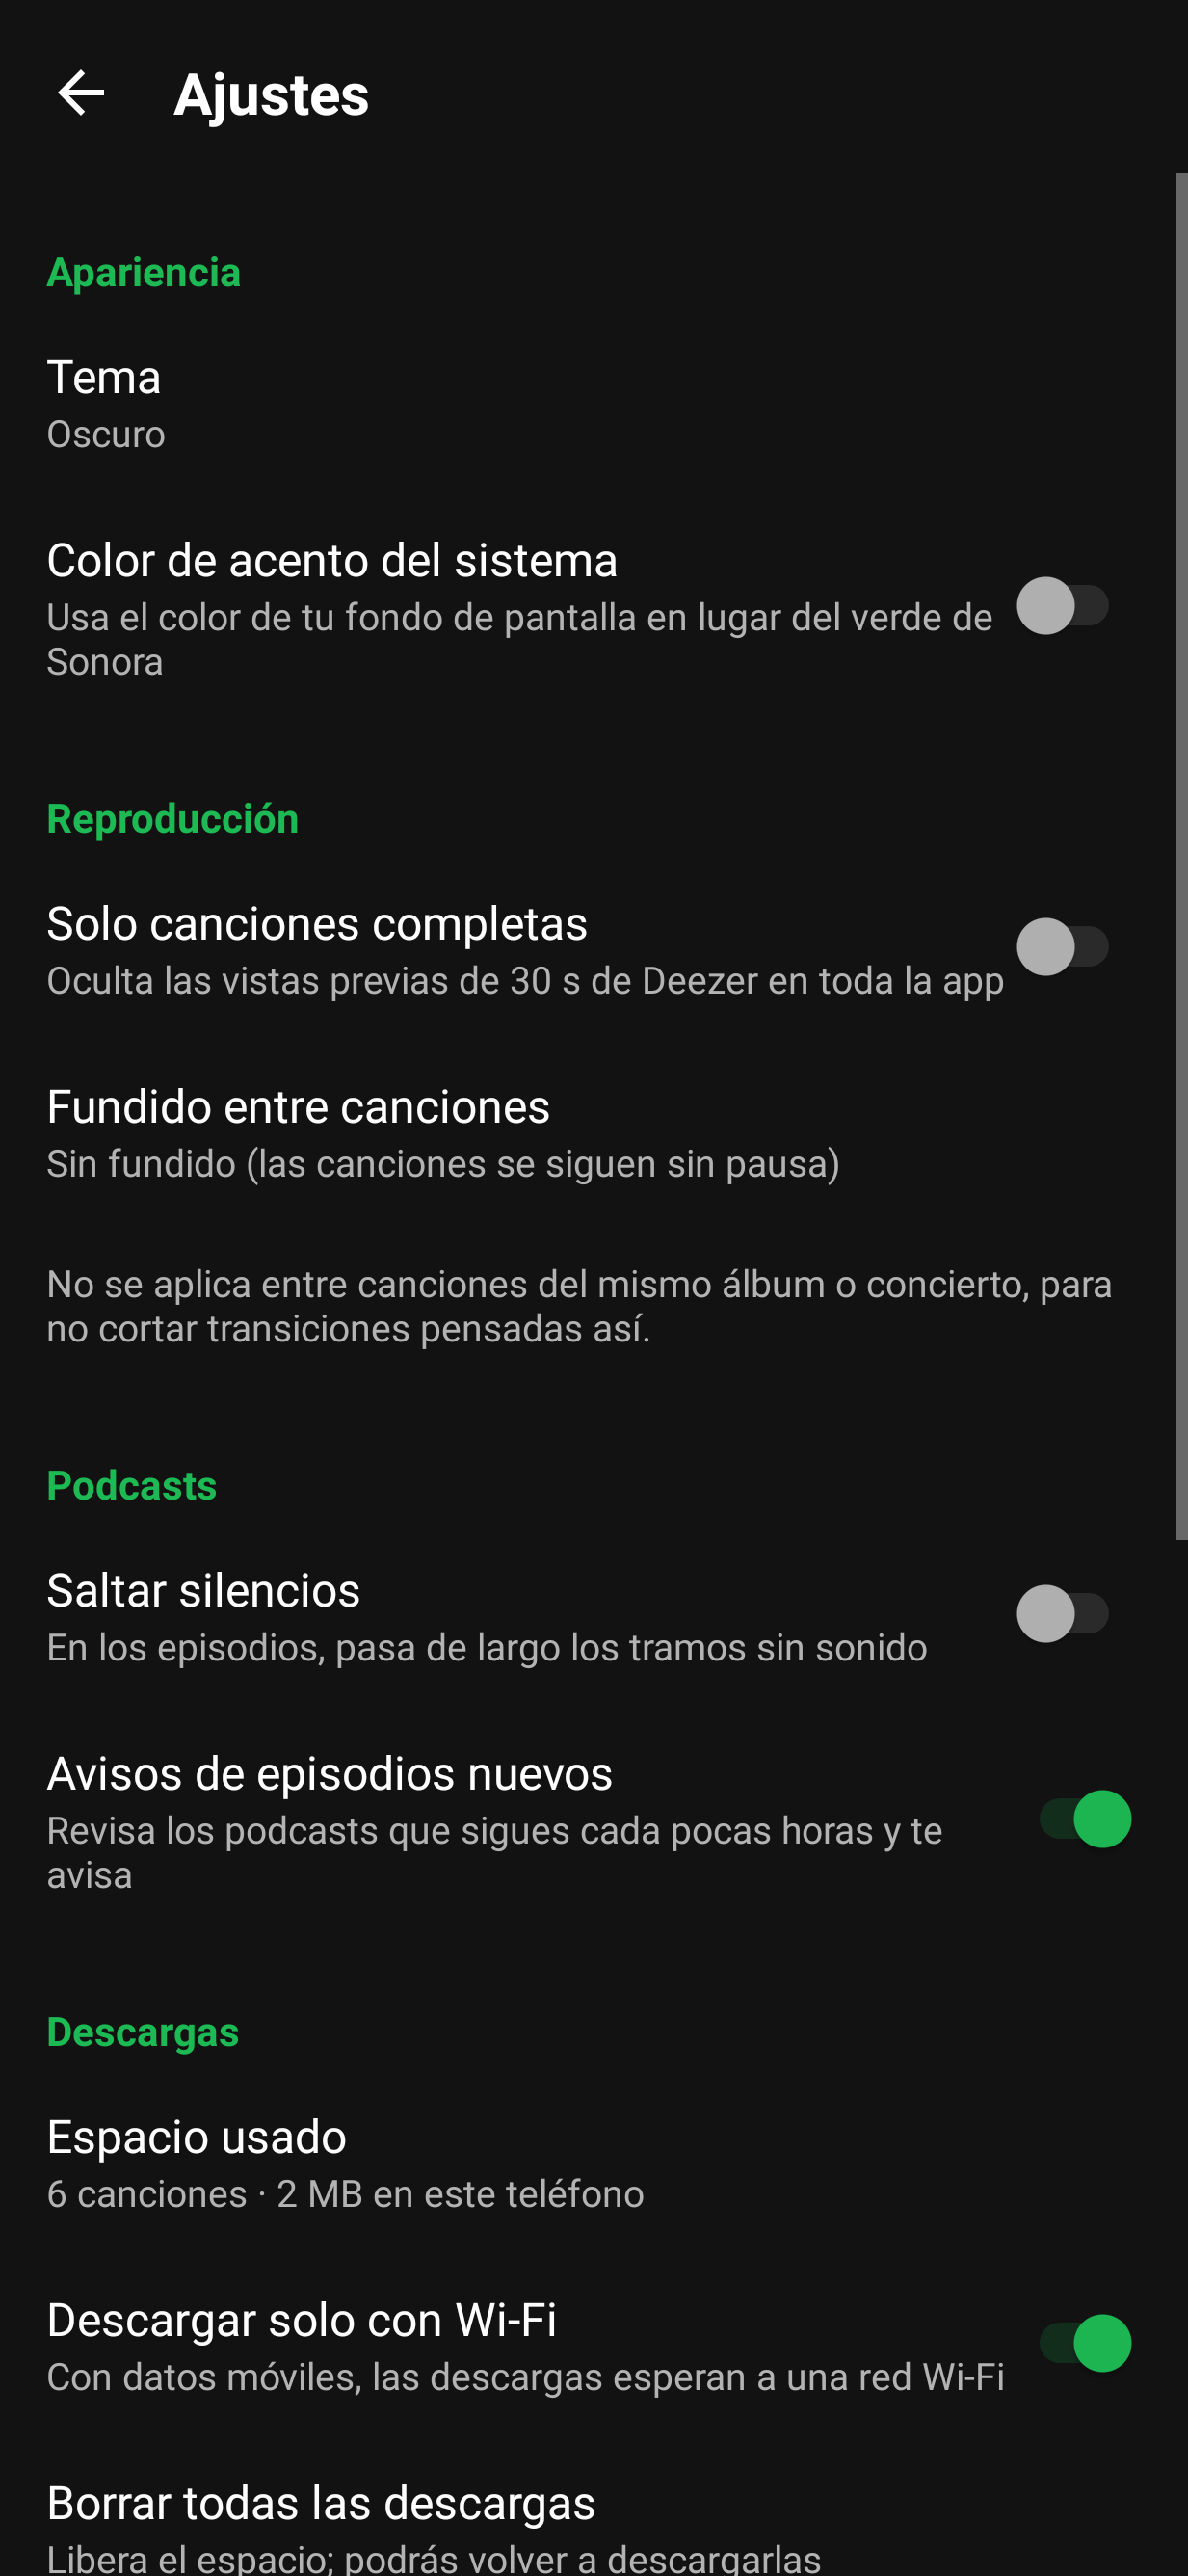 Ajustes
Apariencia
Tema
Oscuro
Color de acento del sistema
Usa el color de tu fondo de pantalla en lugar del verde de
Sonora
Reproducción
Solo canciones completas
Oculta las vistas previas de 30 s de Deezer en toda la app
Fundido entre canciones
Sin fundido (las canciones se siguen sin pausa)
No se aplica entre canciones del mismo álbum o concierto, para
no cortar transiciones pensadas así.
Podcasts
Saltar silencios
En los episodios, pasa de largo los tramos sin sonido
Avisos de episodios nuevos
Revisa los podcasts que sigues cada pocas horas y te
avisa
Descargas
Espacio usado
6 canciones · 2 MB en este teléfono
Descargar solo con Wi-Fi
Con datos móviles, las descargas esperan a una red Wi-Fi
Borrar todas las descargas
Libera el espacio; podrás volver a descargarlas